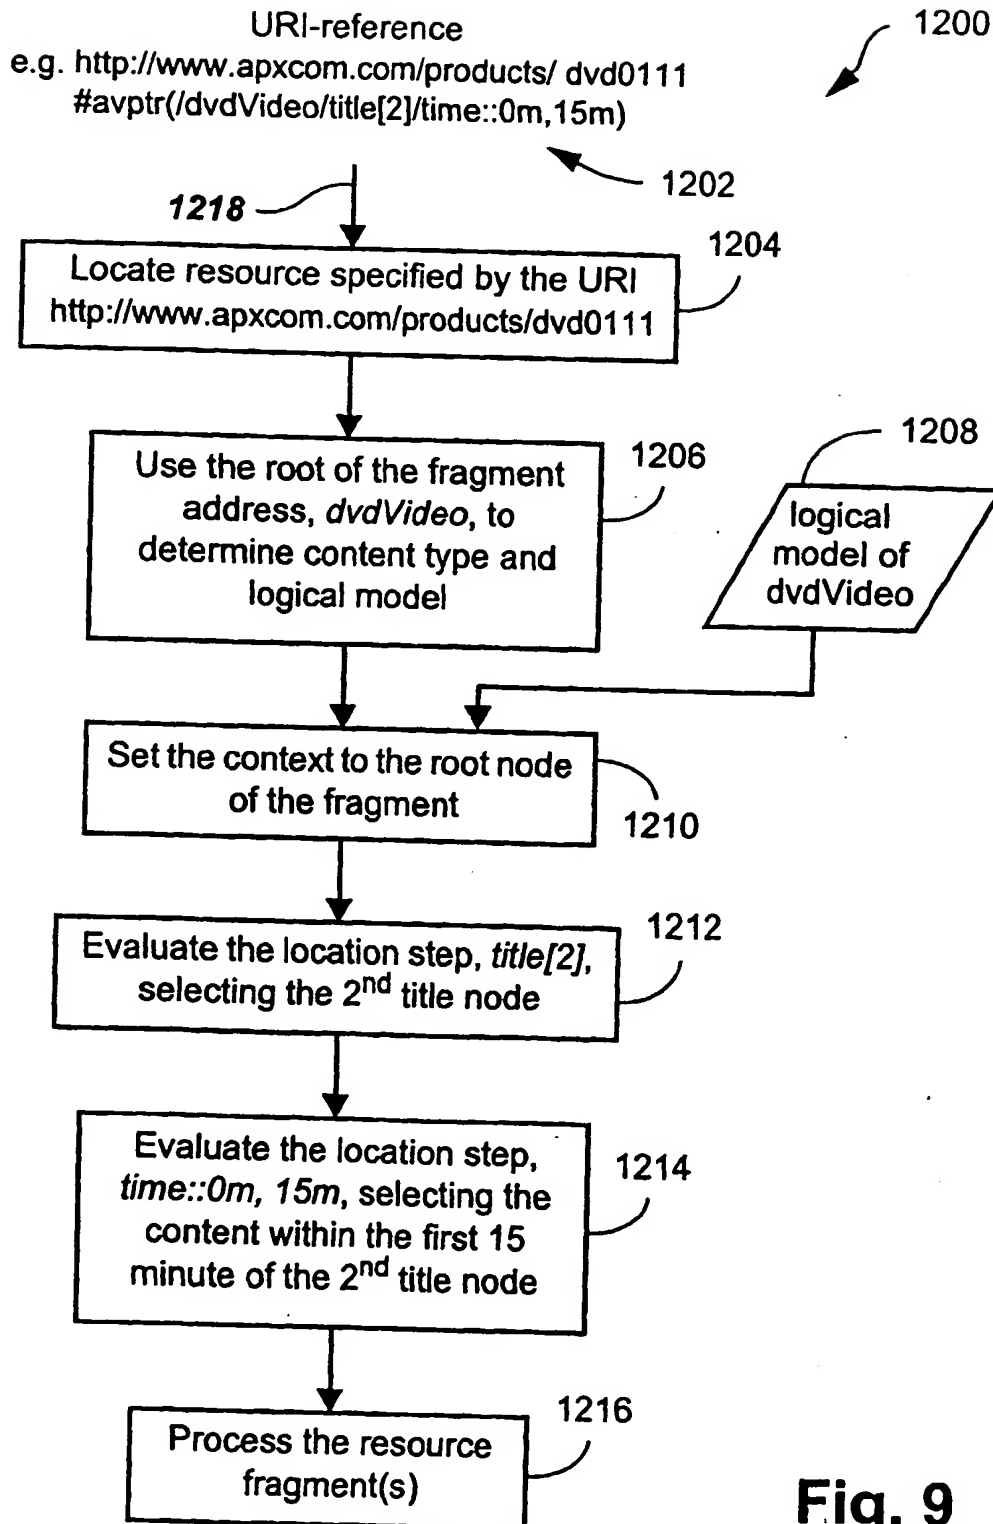 URI-reference
1200
e.g. http://www.apxcom.com/products/ dvd0111
#avptr(/dvdVideo/title[2]/time::0m,15m)
1202
1218
1204
Locate resource specified by the URI
http://www.apxcom.com/products/dvd0111
1206
1208
Use the root of the fragment
address, dvdVideo, to
determine content type and
logical model
logical
model of
dvdVideo
Set the context to the root node
of the fragment
1210
1212
Evaluate the location step, title[2],
selecting the 2nd title node
1214
Evaluate the location step,
time::0m, 15m, selecting the
content within the first 15
minute of the 2nd title node
1216
Process the resource
fragment(s)
Fig. 9